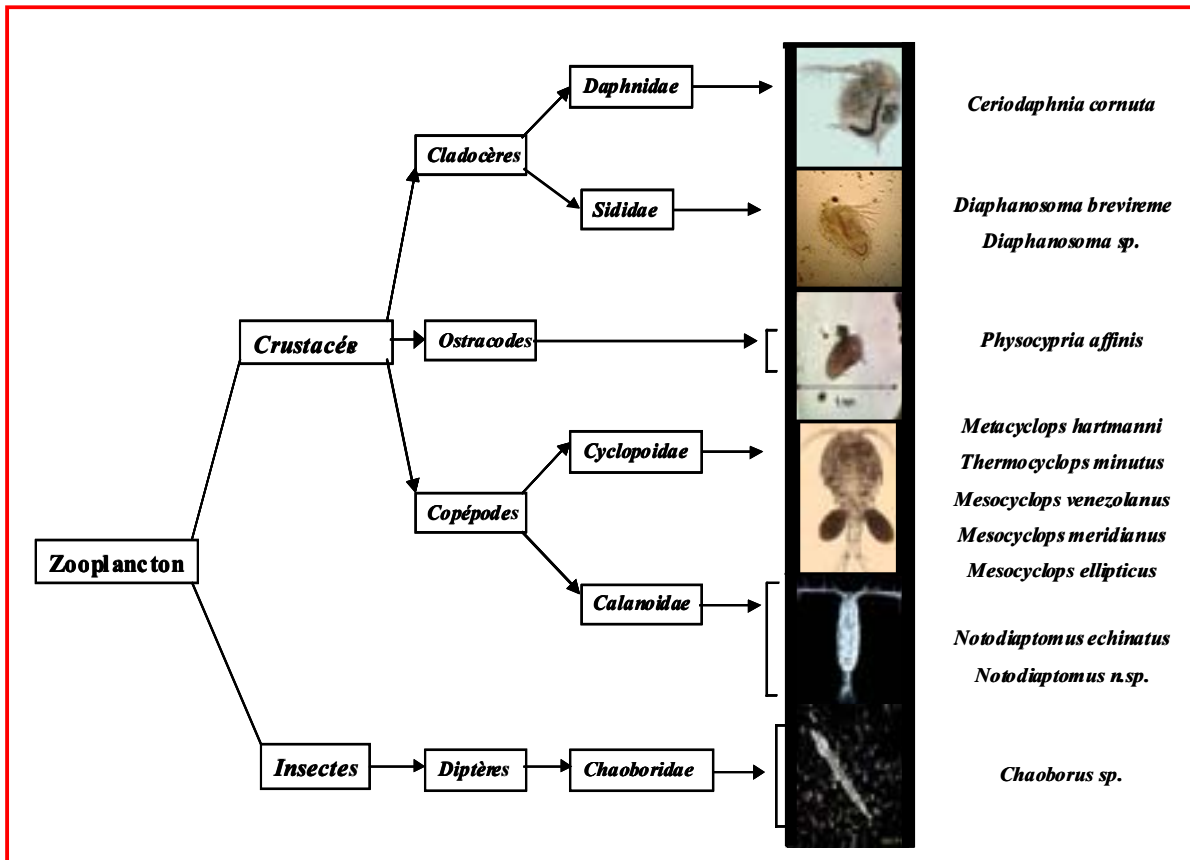 Daphnidae
Ceriodaphnia cornuta
Cladocères
Sididae
Diaphanosoma brevireme
Diaphanosoma sp.
Crustacés
Ostracodes
Physocypria affinis
Cyclopoidae
Metacyclops hartmanni
Thermocyclops minutus
Mesocyclops venezolanus
Mesocyclops meridianus
Mesocyclops ellipticus
Copépodes
Zooplancton
Calanoidae
Notodiaptomus echinatus
Notodiaptomus n.sp.
Insectes
Diptères
Chaoboridae
Chaoborus sp.